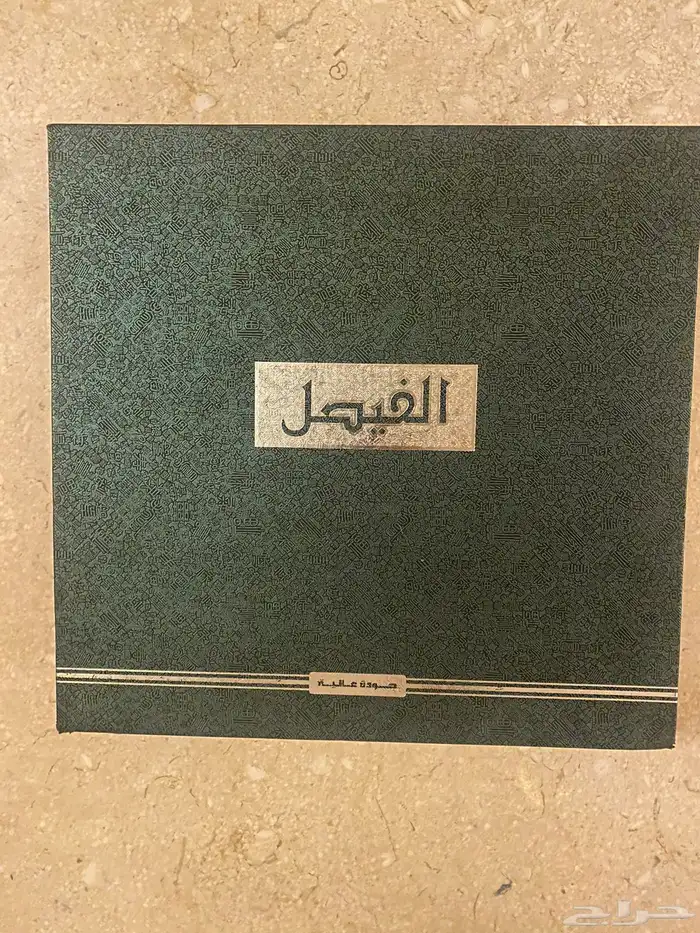 الفيصل
جودة عالية
حراج